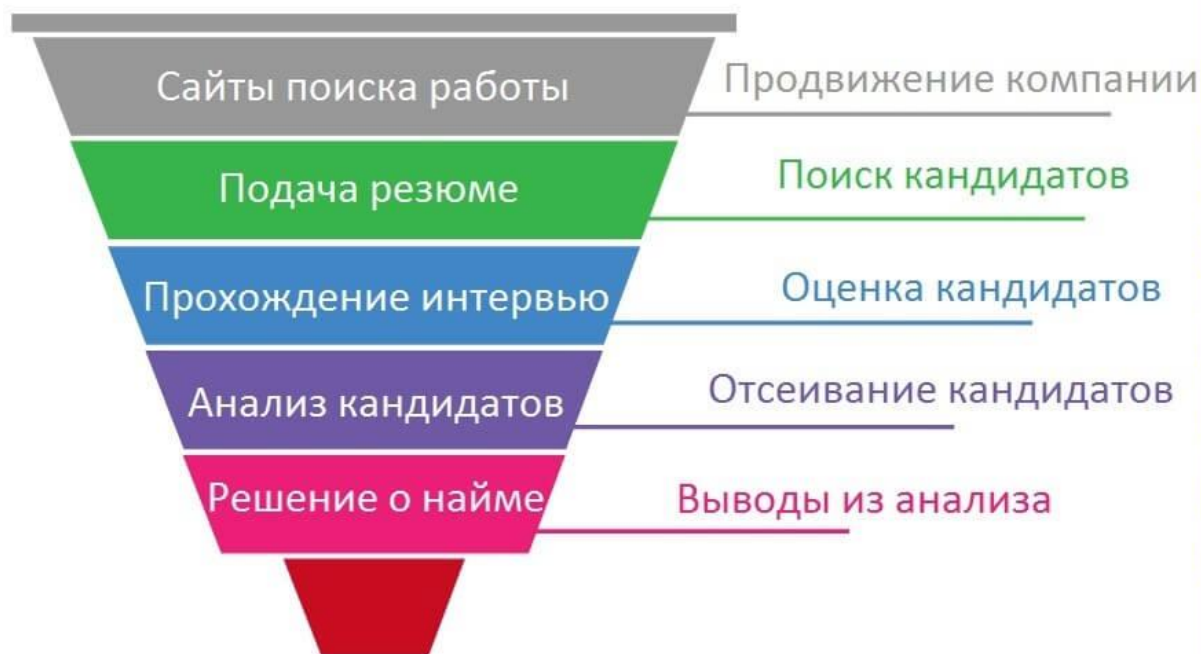 Сайты поиска работы
Продвижение компании
Подача резюме
Поиск кандидатов
Прохождение интервью
Оценка кандидатов
Анализ кандидатов
Отсеивание кандидатов
Решение о найме
Выводы из анализа